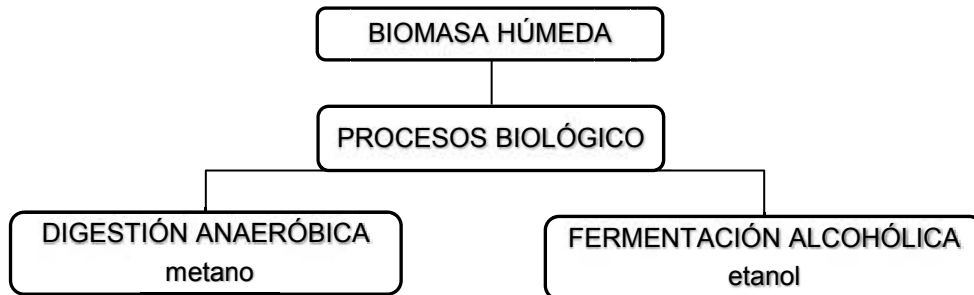 BIOMASA HÚMEDA
PROCESOS BIOLÓGICO
DIGESTIÓN ANAERÓBICA
metano
FERMENTACIÓN ALCOHÓLICA
etanol